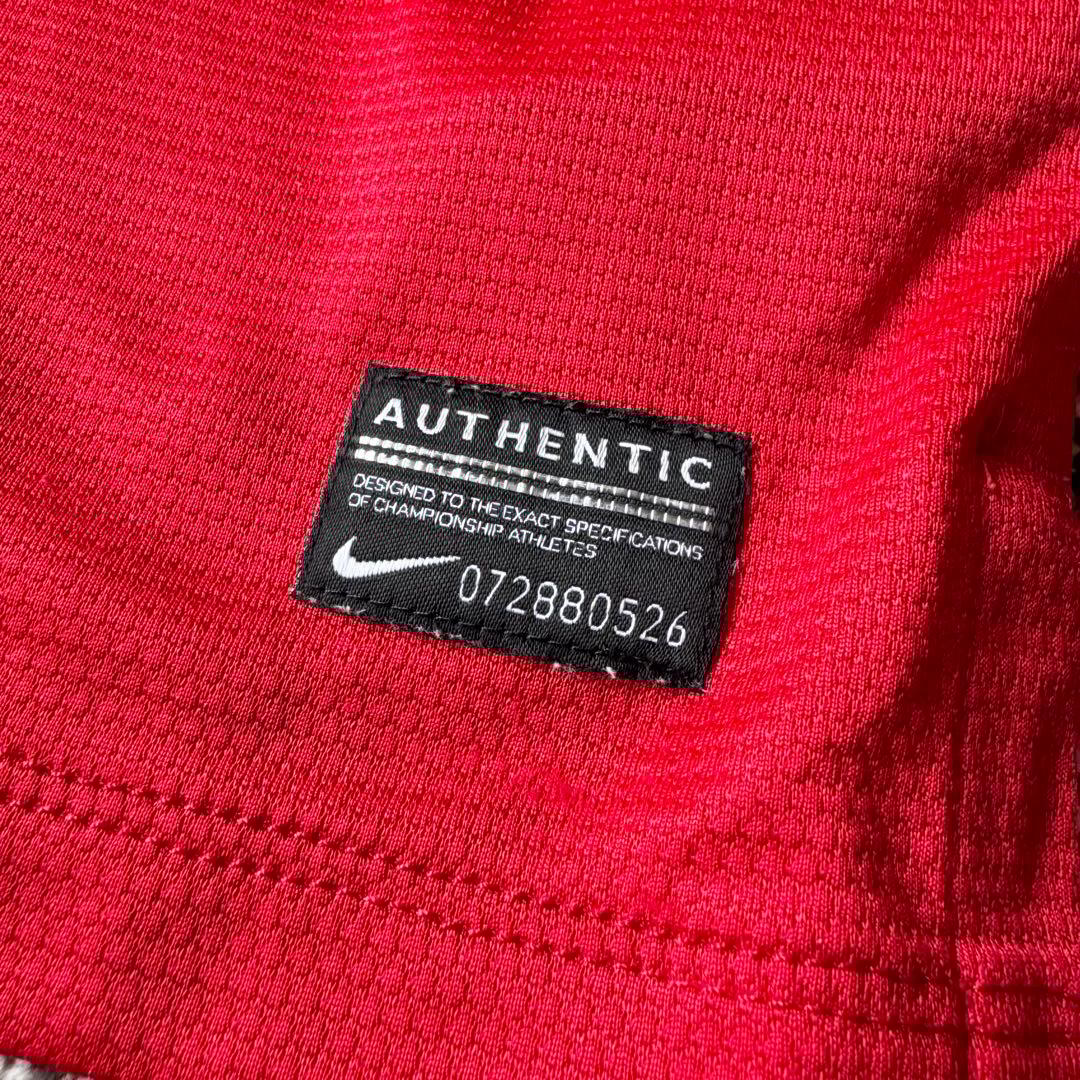 AUTHENTIC
DESIGNED TO THE EXACT SPECIFICATIONS
OF CHAMPIONSHIP ATHLETES
072880526